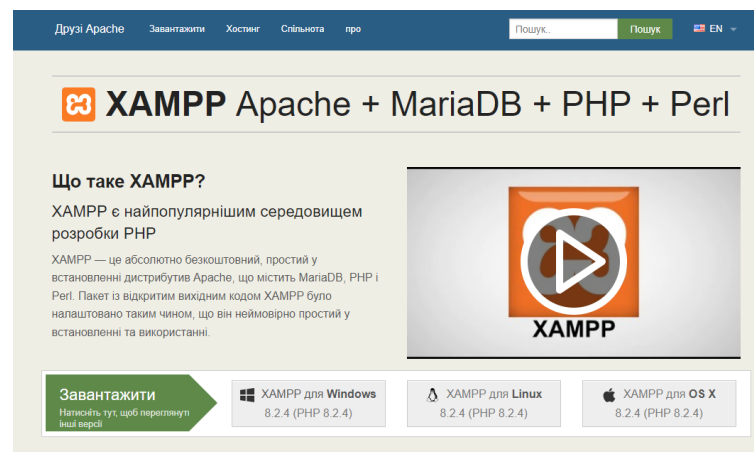 Друзі Apache Завантажити Хостинг Спільнота про Пошук.. Пошук EN
XAMPP Apache + MariaDB + PHP + Perl
Що таке XAMPP?
XAMPP є найпопулярнішим середовищем
розробки PHP
XAMPP — це абсолютно безкоштовний, простий у
встановленні дистрибутив Apache, що містить MariaDB, PHP і
Perl. Пакет із відкритим вихідним кодом XAMPP було
налаштовано таким чином, що він неймовірно простий у
встановленні та використанні.
XAMPP
Завантажити
Натисніть тут, щоб переглянути
інші версії
XAMPP для Windows
8.2.4 (PHP 8.2.4)
XAMPP для Linux
8.2.4 (PHP 8.2.4)
XAMPP для OS X
8.2.4 (PHP 8.2.4)